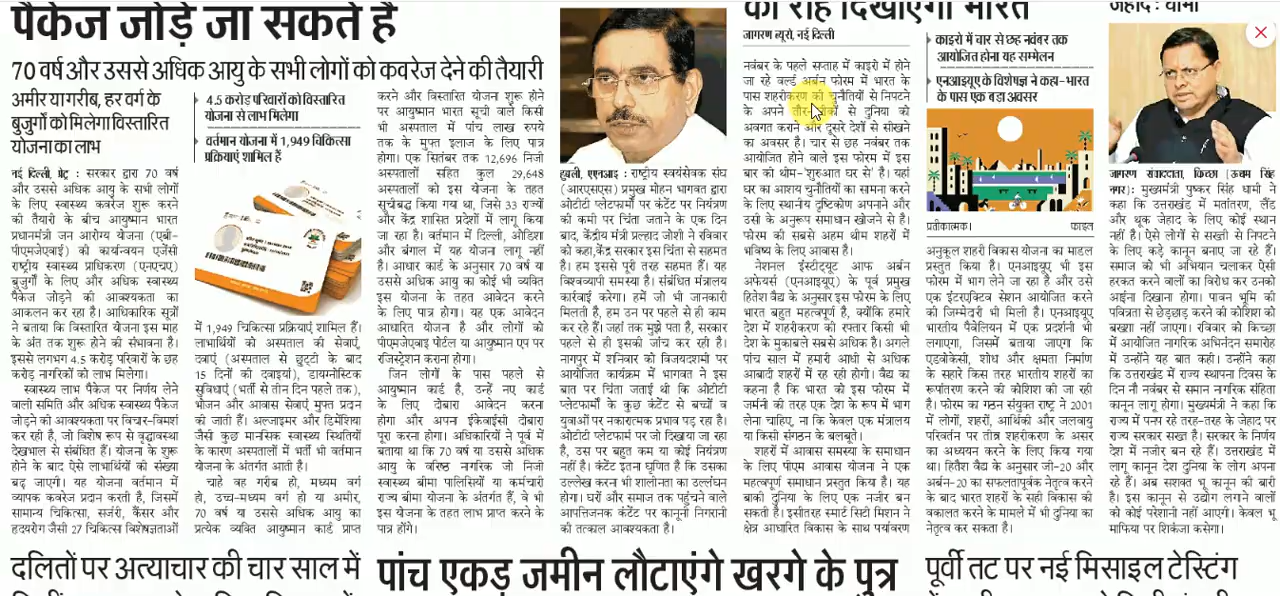 पैकेज जोड़े जा सकते हैं
70 वर्ष और उससे अधिक आयु के सभी लोगों को कवरेज देने की तैयारी
अमीर या गरीब, हर वर्ग के
बुजुर्गों को मिलेगा विस्तारित
योजना का लाभ
4.5 करोड़ परिवारों को विस्तारित
योजना से लाभ मिलेगा
वर्तमान योजना में 1,949 चिकित्सा
प्रक्रियाएं शामिल हैं
नई दिल्ली, प्रेट्र : सरकार द्वारा 70 वर्ष
और उससे अधिक आयु के सभी लोगों
के लिए स्वास्थ्य कवरेज शुरू करने
की तैयारी के बीच आयुष्मान भारत
प्रधानमंत्री जन आरोग्य योजना (एबी-
पीएमजेएवाई) की कार्यन्वयन एजेंसी
राष्ट्रीय स्वास्थ्य प्राधिकरण (एनएचए)
बुजुर्गों के लिए और अधिक स्वास्थ्य
पैकेज जोड़ने की आवश्यकता का
आकलन कर रहा है। आधिकारिक सूत्रों
ने बताया कि विस्तारित योजना इस माह
के अंत तक शुरू होने की संभावना है।
इससे लगभग 4.5 करोड़ परिवारों के छह
करोड़ नागरिकों को लाभ मिलेगा।
स्वास्थ्य लाभ पैकेज पर निर्णय लेने
वाली समिति और अधिक स्वास्थ्य पैकेज
जोड़ने की आवश्यकता पर विचार-विमर्श
कर रही है, जो विशेष रूप से वृद्धावस्था
देखभाल से संबंधित हैं। योजना के शुरू
होने के बाद ऐसे लाभार्थियों की संख्या
बढ़ जाएगी। यह योजना वर्तमान में
व्यापक कवरेज प्रदान करती है, जिसमें
सामान्य चिकित्सा, सर्जरी, कैंसर और
हृदयरोग जैसी 27 चिकित्सा विशेषज्ञताओं
में 1,949 चिकित्सा प्रक्रियाएं शामिल हैं।
लाभार्थियों को अस्पताल की सेवाएं,
दवाएं (अस्पताल से छुट्टी के बाद
15 दिनों की दवाइयां), डायग्नोस्टिक
सुविधाएं (भर्ती से तीन दिन पहले तक),
भोजन और आवास सेवाएं मुफ्त प्रदान
की जाती हैं। अल्जाइमर और डिमेंशिया
जैसी कुछ मानसिक स्वास्थ्य स्थितियों
के कारण अस्पतालों में भर्ती भी वर्तमान
योजना के अंतर्गत आती है।
चाहे वह गरीब हो, मध्यम वर्ग
हो, उच्च-मध्यम वर्ग हो या अमीर,
70 वर्ष या उससे अधिक आयु का
प्रत्येक व्यक्ति आयुष्मान कार्ड प्राप्त
करने और विस्तारित योजना शुरू होने
पर आयुष्मान भारत सूची वाले किसी
भी अस्पताल में पांच लाख रुपये
तक के मुफ्त इलाज के लिए पात्र
होगा। एक सितंबर तक 12,696 निजी
अस्पतालों सहित कुल 29,648
अस्पतालों को इस योजना के तहत
सूचीबद्ध किया गया था, जिसे 33 राज्यों
और केंद्र शासित प्रदेशों में लागू किया
जा रहा है। वर्तमान में दिल्ली, ओडिशा
और बंगाल में यह योजना लागू नहीं
है। आधार कार्ड के अनुसार 70 वर्ष या
उससे अधिक आयु का कोई भी व्यक्ति
इस योजना के तहत आवेदन करने
के लिए पात्र होगा। यह एक आवेदन
आधारित योजना है और लोगों को
पीएमजेएवाई पोर्टल या आयुष्मान एप पर
रजिस्ट्रेशन कराना होगा।
जिन लोगों के पास पहले से
आयुष्मान कार्ड है, उन्हें नए कार्ड
के लिए दोबारा आवेदन करना
होगा और अपना इकेवाईसी दोबारा
पूरा करना होगा। अधिकारियों ने पूर्व में
बताया था कि 70 वर्ष या उससे अधिक
आयु के वरिष्ठ नागरिक जो निजी
स्वास्थ्य बीमा पालिसियों या कर्मचारी
राज्य बीमा योजना के अंतर्गत हैं, वे भी
इस योजना के तहत लाभ प्राप्त करने के
पात्र होंगे।
हुबली, एएनआइ : राष्ट्रीय स्वयंसेवक संघ
(आरएसएस) प्रमुख मोहन भागवत द्वारा
ओटीटी प्लेटफार्मों पर कंटेंट पर नियंत्रण
की कमी पर चिंता जताने के एक दिन
बाद, केंद्रीय मंत्री प्रल्हाद जोशी ने रविवार
को कहा,केंद्र सरकार इस चिंता से सहमत
है। हम इससे पूरी तरह सहमत हैं। यह
विश्वव्यापी समस्या है। संबंधित मंत्रालय
कार्रवाई करेगा। हमें जो भी जानकारी
मिलती है, हम उन पर पहले से ही काम
कर रहे हैं। जहां तक मुझे पता है, सरकार
पहले से ही इसकी जांच कर रही है।
नागपुर में शनिवार को विजयदशमी पर
आयोजित कार्यक्रम में भागवत ने इस
बात पर चिंता जताई थी कि ओटीटी
प्लेटफार्मों के कुछ कंटेंट से बच्चों व
युवाओं पर नकारात्मक प्रभाव पड़ रहा है।
ओटीटी प्लेटफार्म पर जो दिखाया जा रहा
है, उस पर बहुत कम या कोई नियंत्रण
नहीं है। कंटेंट इतना घृणित है कि उसका
उल्लेख करना भी शालीनता का उल्लंघन
होगा। घरों और समाज तक पहुंचने वाले
आपत्तिजनक कंटेंट पर कानूनी निगरानी
की तत्काल आवश्यकता है।
की राह दिखाएगा भारत
जागरण ब्यूरो, नई दिल्ली
नवंबर के पहले सप्ताह में काइरो में होने
जा रहे वर्ल्ड अर्बन फोरम में भारत के
पास शहरीकरण की चुनौतियों से निपटने
के अपने से दुनिया को
अवगत कराने और दूसरे देशों से सीखने
का अवसर है। चार से छह नवंबर तक
आयोजित होने वाले इस फोरम में इस
बार की थीम-'शुरुआत घर से' है। यहां
घर का आशय चुनौतियों का सामना करने
के लिए स्थानीय दृष्टिकोण अपनाने और
उसी के अनुरूप समाधान खोजने से है।
फोरम की सबसे अहम थीम शहरों में
भविष्य के लिए आवास है।
नेशनल इंस्टीट्यूट आफ अर्बन
अफेयर्स (एनआइयूए) के पूर्व प्रमुख
हितेश वैद्य के अनुसार इस फोरम के लिए
भारत बहुत महत्वपूर्ण है, क्योंकि हमारे
देश में शहरीकरण की रफ्तार किसी भी
देश के मुकाबले सबसे अधिक है। अगले
पांच साल में हमारी आधी से अधिक
आबादी शहरों में रह रही होगी। वैद्य का
कहना है कि भारत को इस फोरम में
जर्मनी की तरह एक देश के रूप में भाग
लेना चाहिए, ना कि केवल एक मंत्रालय
या किसी संगठन के बलबूते।
शहरों में आवास समस्या के समाधान
के लिए पीएम आवास योजना ने एक
महत्वपूर्ण समाधान प्रस्तुत किया है। यह
बाकी दुनिया के लिए एक नजीर बन
सकती है। इसीतरह स्मार्ट सिटी मिशन ने
क्षेत्र आधारित विकास के साथ पर्यावरण
काइरो में चार से छह नवंबर तक
आयोजित होना यह सम्मेलन
एनआइयूए के विशेषज्ञ ने कहा-भारत
के पास एक बड़ा अवसर
प्रतीकात्मक। फाइल
अनुकूल शहरी विकास योजना का माडल
प्रस्तुत किया है। एनआइयूए भी इस
फोरम में भाग लेने जा रहा है और उसे
एक इंटरएक्टिव सेशन आयोजित करने
की जिम्मेदारी भी मिली है। एनआइयूए
भारतीय पैवेलियन में एक प्रदर्शनी भी
लगाएगा, जिसमें बताया जाएगा कि
एडवोकेसी, शोध और क्षमता निर्माण
के सहारे किस तरह भारतीय शहरों का
रूपांतरण करने की कोशिश की जा रही
है। फोरम का गठन संयुक्त राष्ट्र ने 2001
में लोगों, शहरों, आर्थिकी और जलवायु
परिवर्तन पर तीव्र शहरीकरण के असर
का अध्ययन करने के लिए किया गया
था। हितेश वैद्य के अनुसार जी-20 और
अर्बन-20 का सफलतापूर्वक नेतृत्व करने
के बाद भारत शहरों के सही विकास की
वकालत करने के मामले में भी दुनिया का
नेतृत्व कर सकता है।
जिहाद : धामी
जागरण संवाददाता, किच्छा (ऊधम सिंह
नगर): मुख्यमंत्री पुष्कर सिंह धामी ने
कहा कि उत्तराखंड में मतांतरण, लैंड
और थूक जेहाद के लिए कोई स्थान
नहीं है। ऐसे लोगों से सख्ती से निपटने
के लिए कड़े कानून बनाए जा रहे हैं।
समाज को भी अभियान चलाकर ऐसी
हरकत करने वालों का विरोध कर उनको
आईना दिखाना होगा। पावन भूमि की
पवित्रता से छेड़छाड़ करने की कोशिश को
बख्शा नहीं जाएगा। रविवार को किच्छा
में आयोजित नागरिक अभिनंदन समारोह
में उन्होंने यह बात कही। उन्होंने कहा
कि उत्तराखंड में राज्य स्थापना दिवस के
दिन नौ नवंबर से समान नागरिक संहिता
कानून लागू होगा। मुख्यमंत्री ने कहा कि
राज्य में पनप रहे तरह-तरह के जेहाद पर
राज्य सरकार सख्त है। सरकार के निर्णय
देश में नजीर बन रहे हैं। उत्तराखंड में
लागू कानून देश दुनिया के लोग अपना
रहे हैं। अब सशक्त भू कानून की बारी
है। इस कानून से उद्योग लगाने वालों
को कोई परेशानी नहीं आएगी। केवल भू
माफिया पर शिकंजा कसेगा।
दलितों पर अत्याचार की चार साल में
पांच एकड़ जमीन लौटाएंगे खरगे के पुत्र
पूर्वी तट पर नई मिसाइल टेस्टिंग